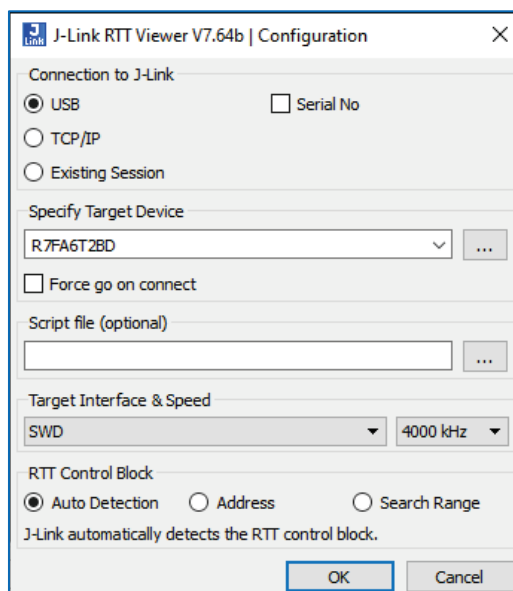 J-Link RTT Viewer V7.64b | Configuration
Connection to J-Link
USB Serial No
TCP/IP
Existing Session
Specify Target Device
R7FA6T2BD ...
Force go on connect
Script file (optional)
...
Target Interface & Speed
SWD 4000 kHz
RTT Control Block
Auto Detection Address Search Range
J-Link automatically detects the RTT control block.
OK Cancel